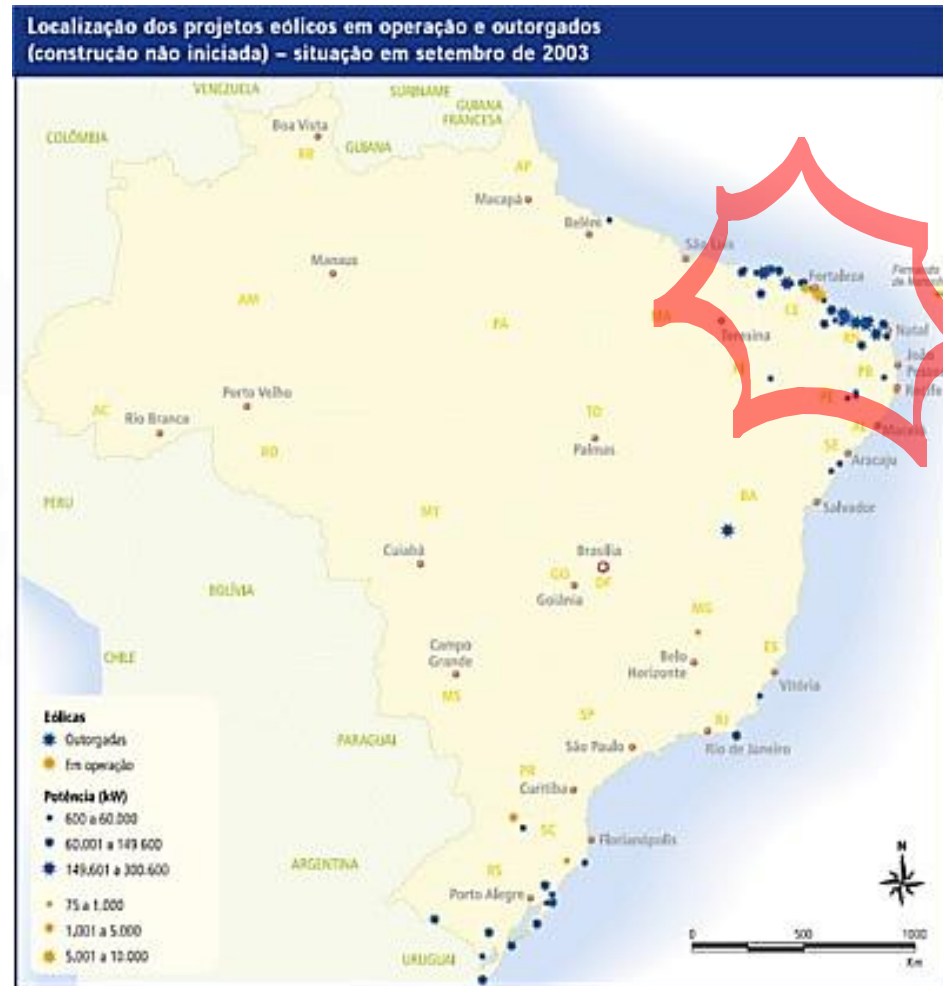 Localização dos projetos eólicos em operação e outorgados
(construção não iniciada) – situação em setembro de 2003
VENEZUELA
SURINAME
GUIANA
FRANCESA
COLÔMBIA
Boa Vista
GUIANA
RR
AP
Macapá
Belém
São Luís
Manaus
Fortaleza
Fernando
de Noronha
AM
PA
MA
CE
Teresina
RN
Natal
PI
PB
João
Pessoa
Porto Velho
PE
Recife
AC
Rio Branco
TO
AL
Maceió
RO
Palmas
SE
Aracaju
PERU
BA
MT
Salvador
Cuiabá
Brasília
GO
DF
BOLÍVIA
Goiânia
MG
CHILE
Campo
Grande
Belo
Horizonte
ES
Vitória
MS
SP
RJ
PARAGUAI
São Paulo
Rio de Janeiro
PR
Curitiba
SC
Florianópolis
ARGENTINA
RS
Porto Alegre
URUGUAI
Eólicas
Outorgadas
Em operação
Potência (kW)
600 a 60.000
60.001 a 149.600
149.601 a 300.600
75 a 1.000
1.001 a 5.000
5.001 a 10.000
N
0 500 1000
Km